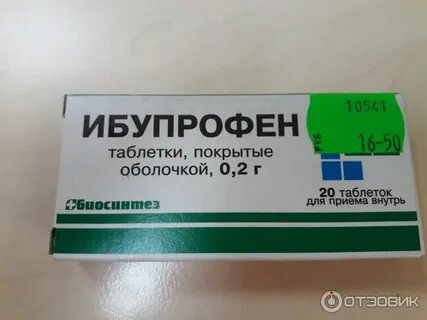 10541
ИБУПРОФЕН
16-50
таблетки, покрытые
оболочкой, 0,2 г
20 таблеток
для приема внутрь
биосинтез
ОТЗОВИК